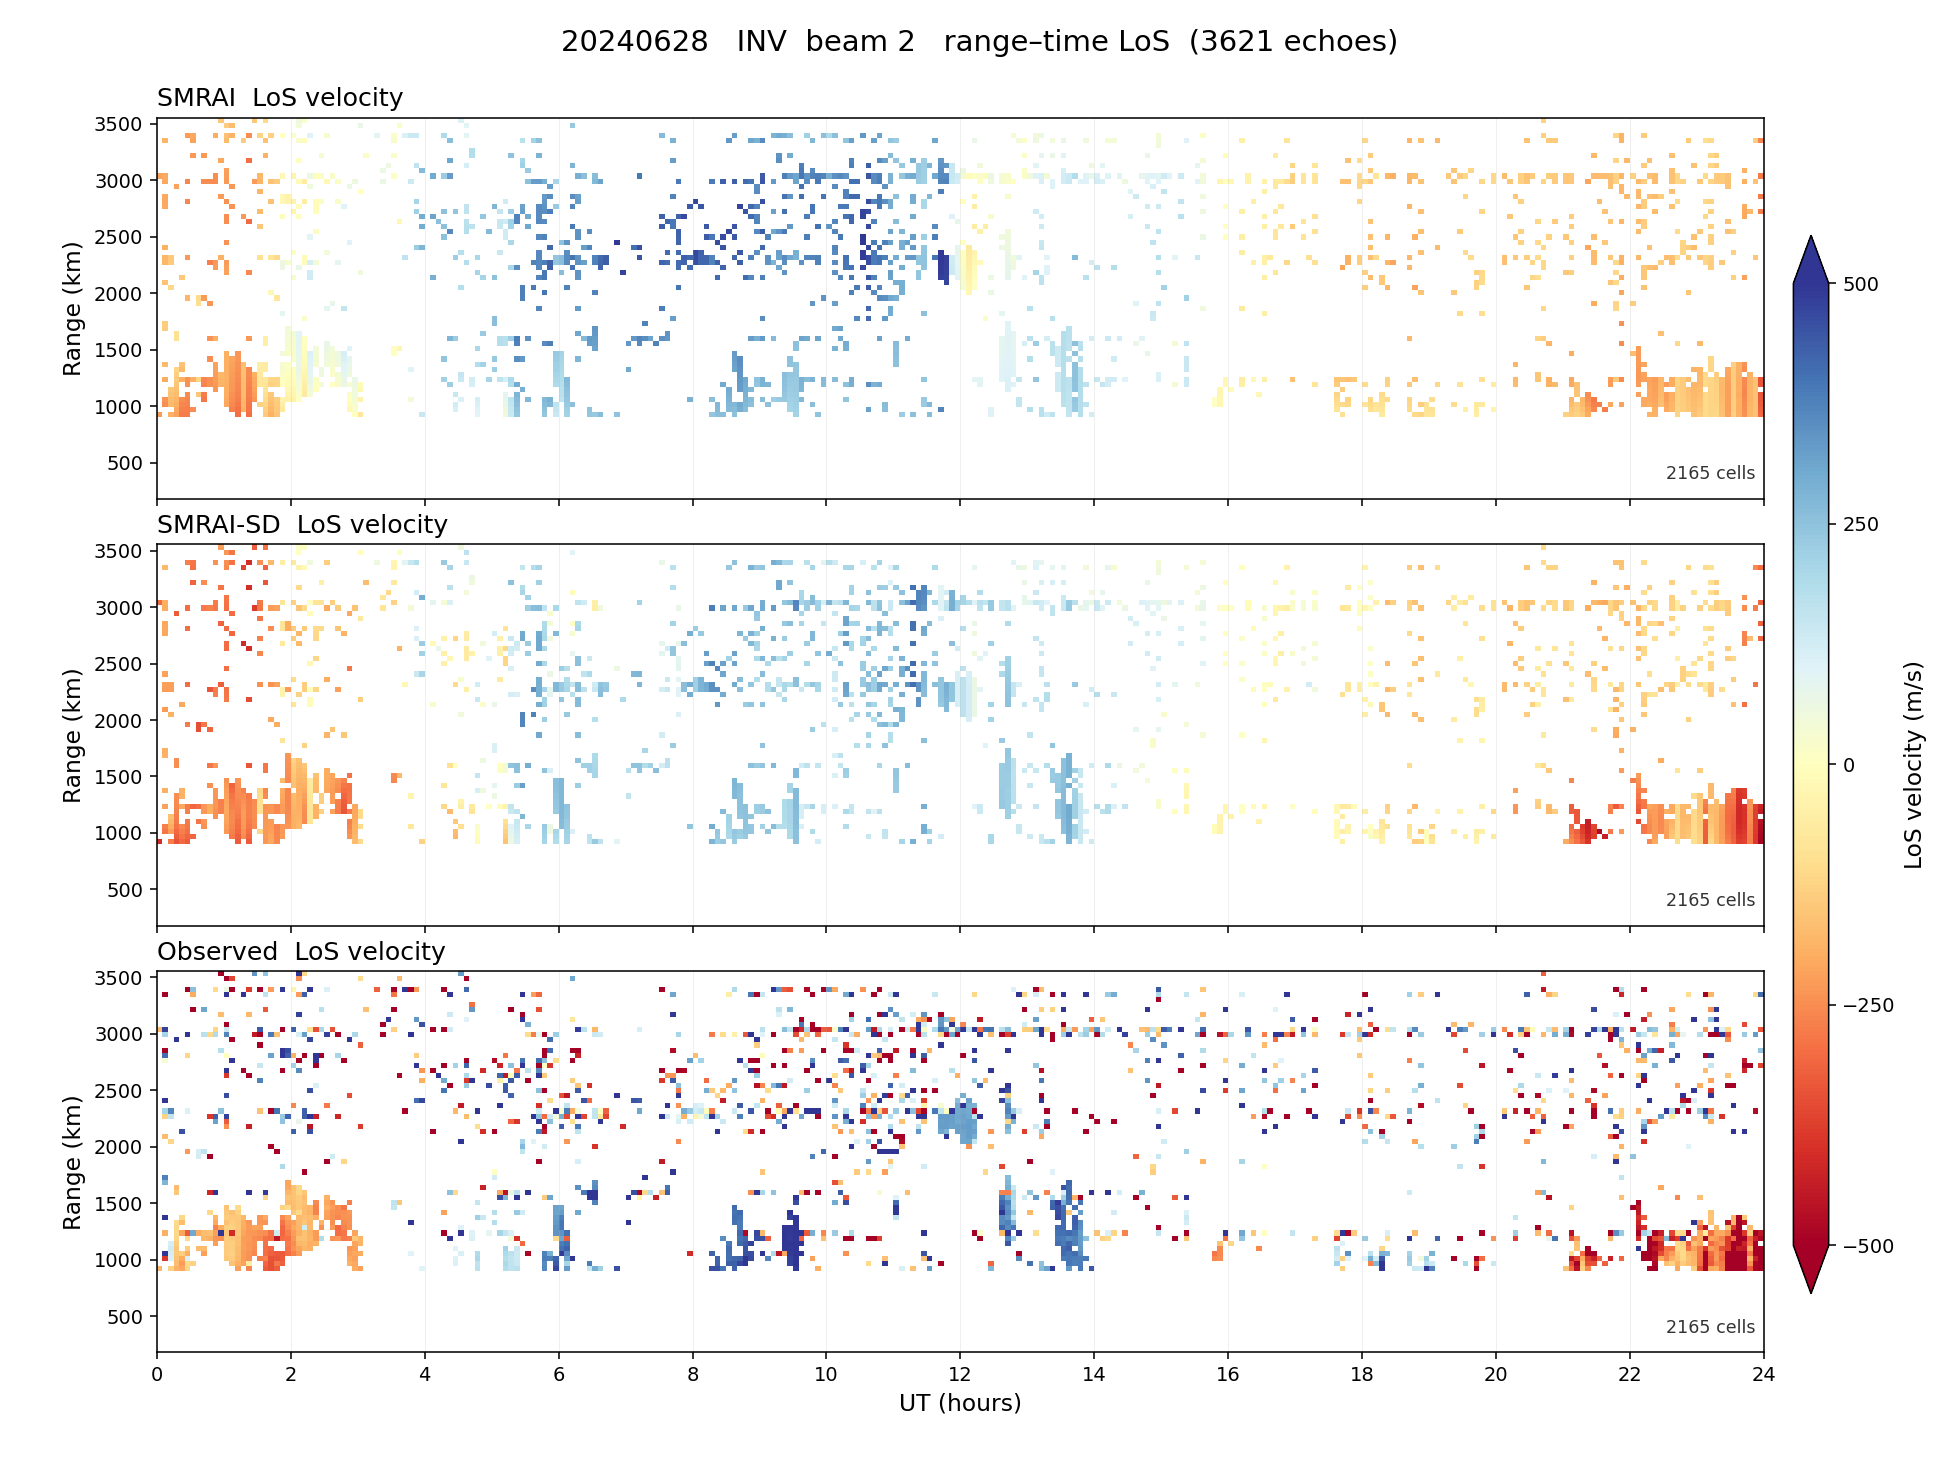 20240628   INV  beam 2   range–time LoS  (3621 echoes)
SMRAI  LoS velocity
3500
3000
2500
2000
1500
1000
500
Range (km)
2165 cells
SMRAI-SD  LoS velocity
3500
3000
2500
2000
1500
1000
500
Range (km)
2165 cells
Observed  LoS velocity
3500
3000
2500
2000
1500
1000
500
Range (km)
2165 cells
0 2 4 6 8 10 12 14 16 18 20 22 24
UT (hours)
500
250
0
−250
−500
LoS velocity (m/s)